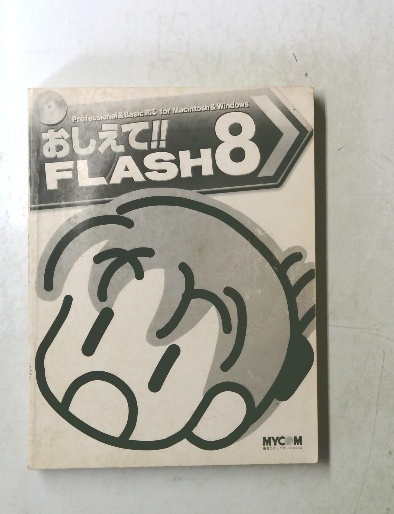 Professional&Basic対応 for Macintosh&Windows
おしえて!!
FLASH8
MYCOM